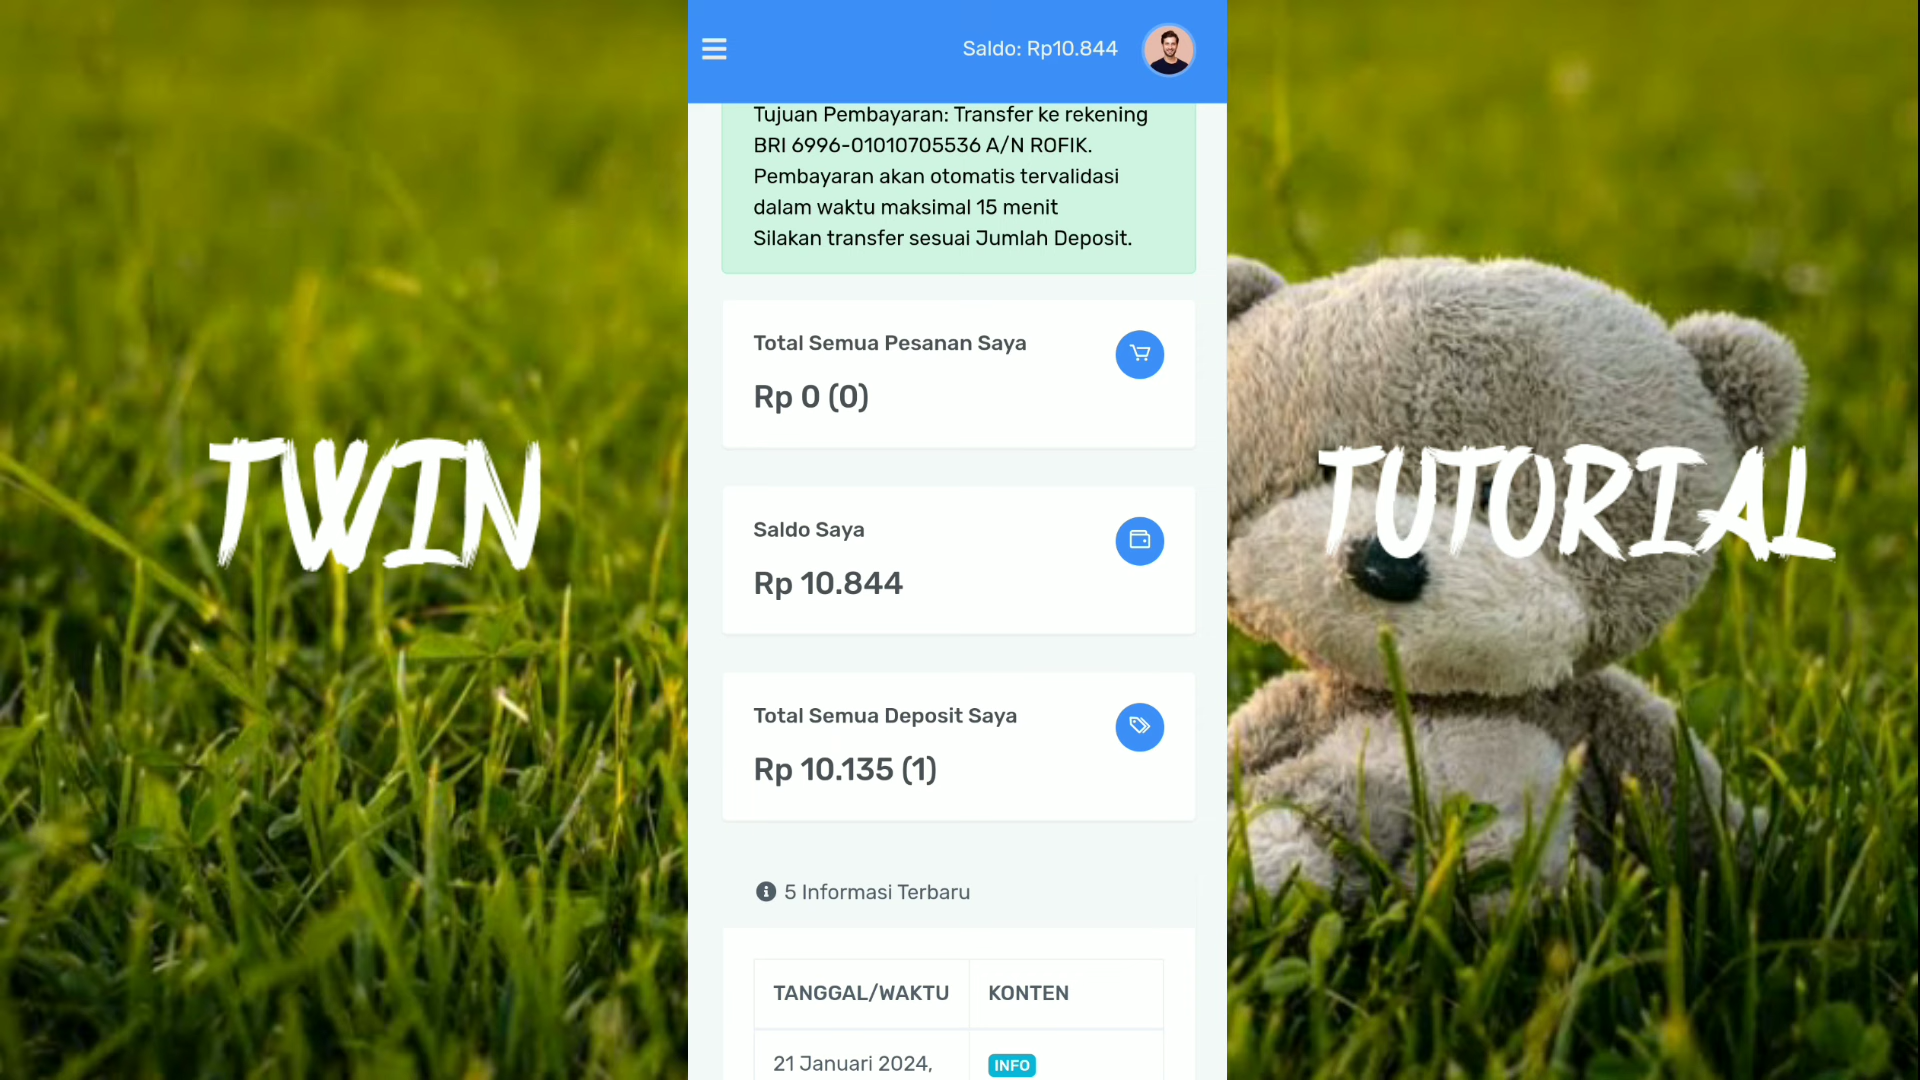 Saldo: Rp10.844
Tujuan Pembayaran: Transfer ke rekening
BRI 6996-01010705536 A/N ROFIK.
Pembayaran akan otomatis tervalidasi
dalam waktu maksimal 15 menit
Silakan transfer sesuai Jumlah Deposit.
Total Semua Pesanan Saya
Rp 0 (0)
TWIN
TUTORIAL
Saldo Saya
Rp 10.844
Total Semua Deposit Saya
Rp 10.135 (1)
5 Informasi Terbaru
TANGGAL/WAKTU KONTEN
21 Januari 2024, INFO